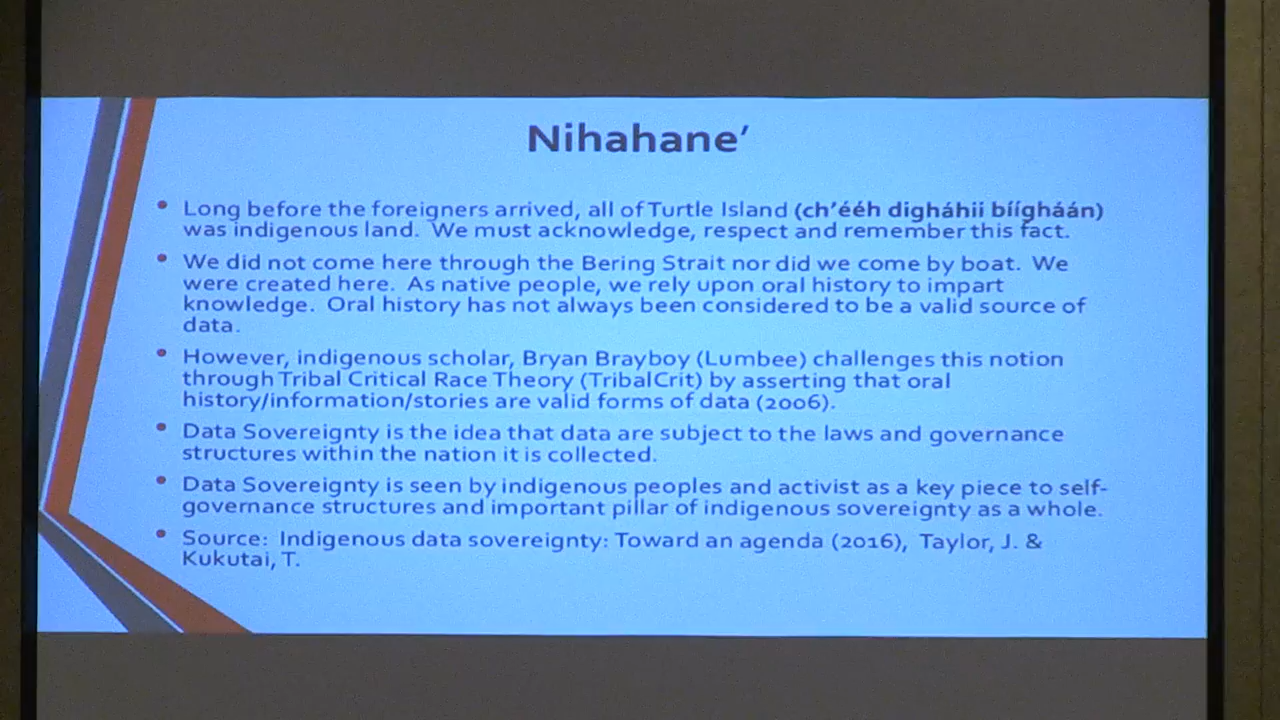 Nihahane’
• Long before the foreigners arrived, all of Turtle Island (ch’ééh digháhii bíígháán)
was indigenous land. We must acknowledge, respect and remember this fact.
• We did not come here through the Bering Strait nor did we come by boat. We
were created here. As native people, we rely upon oral history to impart
knowledge. Oral history has not always been considered to be a valid source of
data.
• However, indigenous scholar, Bryan Brayboy (Lumbee) challenges this notion
through Tribal Critical Race Theory (TribalCrit) by asserting that oral
history/information/stories are valid forms of data (2006).
• Data Sovereignty is the idea that data are subject to the laws and governance
structures within the nation it is collected.
• Data Sovereignty is seen by indigenous peoples and activist as a key piece to self-
governance structures and important pillar of indigenous sovereignty as a whole.
• Source: Indigenous data sovereignty: Toward an agenda (2016), Taylor, J. &
Kukutai, T.